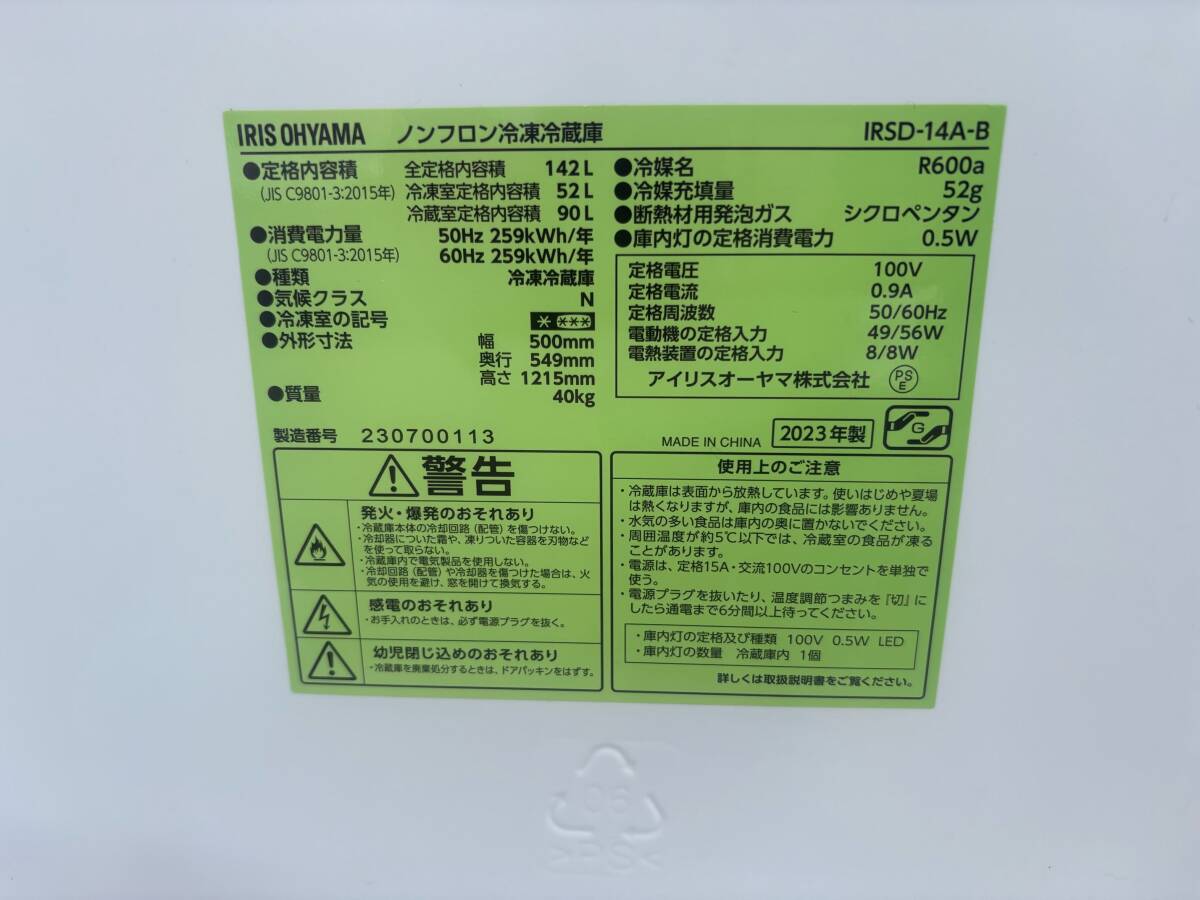 IRIS OHYAMA ノンフロン冷凍冷蔵庫 IRSD-14A-B
●定格内容積 全定格内容積 142L
(JIS C9801-3:2015年) 冷凍室定格内容積 52L
冷蔵室定格内容積 90L
●消費電力量 50Hz 259kWh/年
(JIS C9801-3:2015年) 60Hz 259kWh/年
●種類 冷凍冷蔵庫
●気候クラス N
●冷凍室の記号 * ***
●外形寸法 幅 500mm
奥行 549mm
高さ 1215mm
●質量 40kg
製造番号 230700113
●冷媒名 R600a
●冷媒充填量 52g
●断熱材用発泡ガス シクロペンタン
●庫内灯の定格消費電力 0.5W
定格電圧 100V
定格電流 0.9A
定格周波数 50/60Hz
電動機の定格入力 49/56W
電熱装置の定格入力 8/8W
アイリスオーヤマ株式会社 PSE
MADE IN CHINA 2023年製 G
警告
発火・爆発のおそれあり
・冷蔵庫本体の冷却回路(配管)を傷つけない。
・冷却器についた霜や、凍りついた容器を刃物など
を使って取らない。
・冷蔵庫内で電気製品を使用しない。
・冷却回路(配管)や冷却器を傷つけた場合は、火
気の使用を避け、窓を開けて換気する。
感電のおそれあり
・お手入れのときは、必ず電源プラグを抜く。
幼児閉じ込めのおそれあり
・冷蔵庫を廃棄処分するときは、ドアパッキンをはずす。
使用上のご注意
・冷蔵庫は表面から放熱しています。使いはじめや夏場
は熱くなりますが、庫内の食品には影響ありません。
・水気の多い食品は庫内の奥に置かないでください。
・周囲温度が約5℃以下では、冷蔵室の食品が凍る
ことがあります。
・電源は、定格15A・交流100Vのコンセントを単独で
使う。
・電源プラグを抜いたり、温度調節つまみを『切』に
したら通電まで6分間以上待ってください。
・庫内灯の定格及び種類 100V 0.5W LED
・庫内灯の数量 冷蔵庫内 1個
詳しくは取扱説明書をご覧ください。
06
>PS<